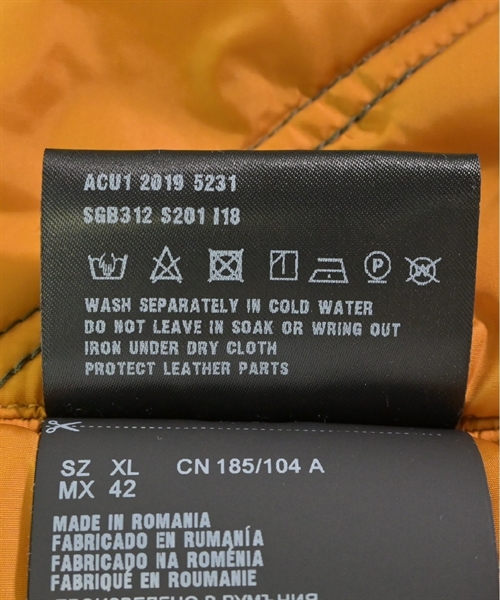 ACU1 2019 5231
SGB312 S201 I18
P
WASH SEPARATELY IN COLD WATER
DO NOT LEAVE IN SOAK OR WRING OUT
IRON UNDER DRY CLOTH
PROTECT LEATHER PARTS
SZ XL CN 185/104 A
MX 42
MADE IN ROMANIA
FABRICADO EN RUMANÍA
FABRICADO NA ROMÉNIA
FABRIQUÉ EN ROUMANIE
ПРОИЗВЕДЕНО В РУМЪНИЯ